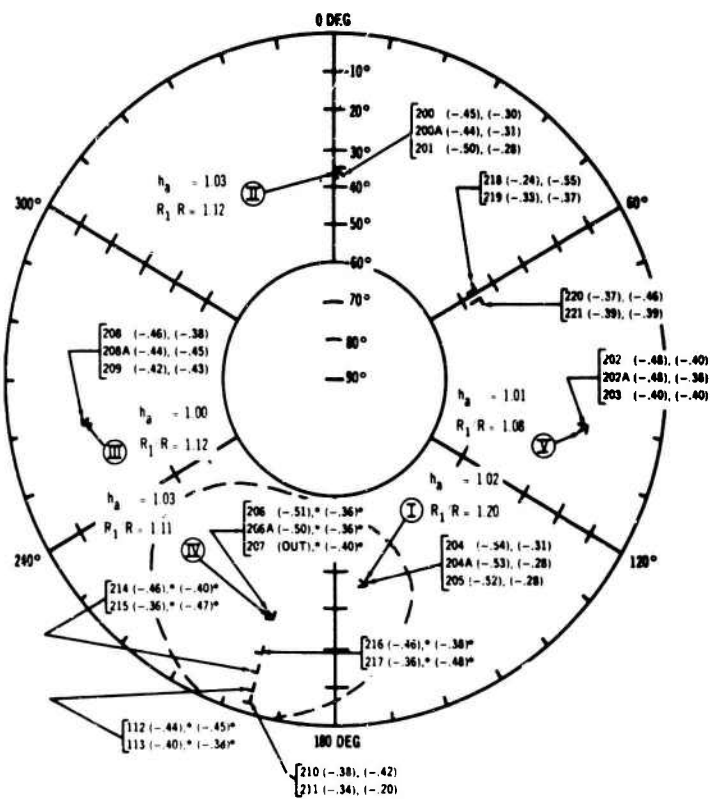 0 DEG
-10°
20°
30°
40°
50°
60°
70°
80°
90°
200 (-.45), (-.30)
200A (-.44), (-.31)
201 (-.50), (-.28)
h_a = 1.03
R_1 R = 1.12
II
218 (-.24), (-.55)
219 (-.33), (-.37)
300°
60°
220 (-.37), (-.46)
221 (-.39), (-.39)
208 (-.46), (-.38)
208A (-.44), (-.45)
209 (-.42), (-.43)
202 (-.48), (-.40)
202A (-.48), (-.38)
203 (-.40), (-.40)
h_a = 1.01
R_1 R = 1.08
V
h_a = 1.00
R_1 R = 1.12
III
h_a = 1.02
R_1 R = 1.20
I
h_a = 1.03
R_1 R = 1.11
IV
206 (-.51),* (-.36)*
206A (-.50),* (-.36)*
207 (OUT),* (-.40)*
204 (-.54), (-.31)
204A (-.53), (-.28)
205 (-.52), (-.28)
240°
120°
214 (-.46),* (-.40)*
215 (-.36),* (-.47)*
216 (-.46),* (-.38)*
217 (-.36),* (-.48)*
112 (-.44),* (-.45)*
113 (-.40),* (-.36)*
180 DEG
210 (-.38), (-.42)
211 (-.34), (-.20)